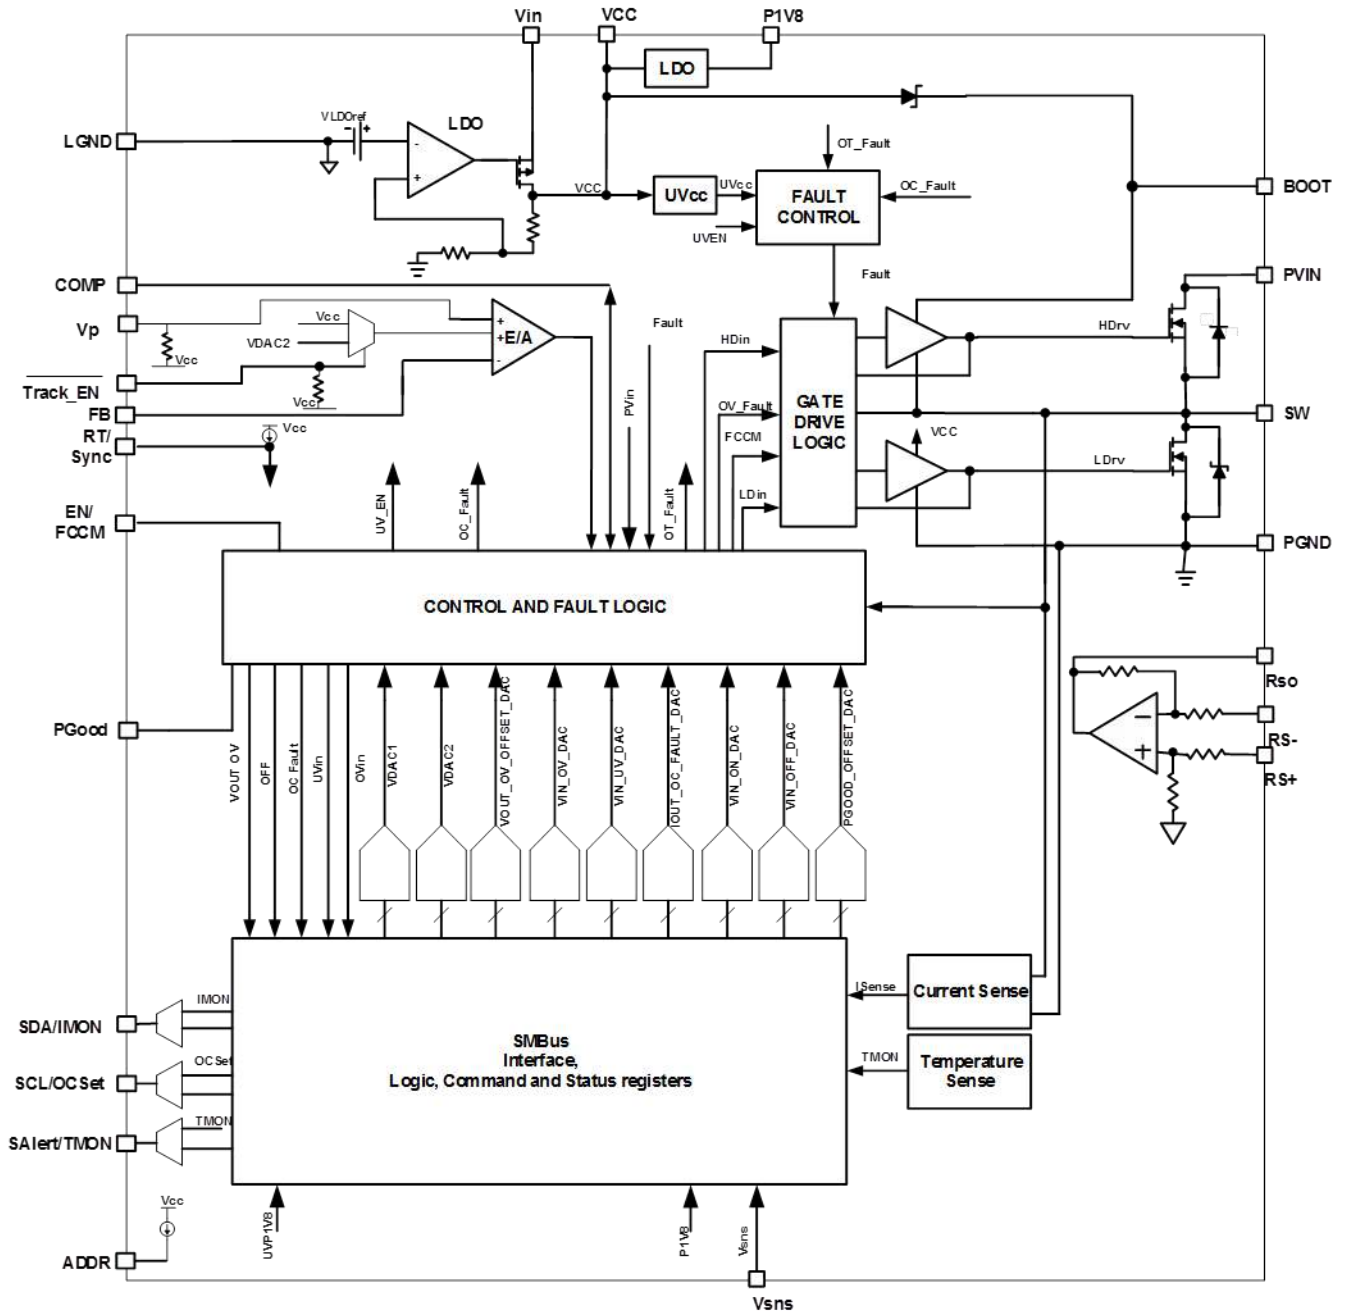 Vin
VCC
P1V8
LDO
VLDOref
- +
LDO
LGND
-
+
OT_Fault
VCC
UVcc
UVcc
FAULT
CONTROL
OC_Fault
BOOT
UVEN
COMP
Fault
PVIN
Vp
Vcc
VDAC2
+
+E/A
-
Fault
HDin
HDrv
Vcc
Track_EN
Vcc
PVin
OV_Fault
GATE
DRIVE
LOGIC
SW
FB
RT/
Sync
Vcc
FCCM
VCC
LDrv
EN/
FCCM
UV_EN
OC_Fault
OT_Fault
LDin
PGND
CONTROL AND FAULT LOGIC
Rso
RS-
RS+
−
+
PGood
VOUT OV
OFF
OC Fault
UVin
OVin
VDAC1
VDAC2
VOUT_OV_OFFSET_DAC
VIN_OV_DAC
VIN_UV_DAC
IOUT_OC_FAULT_DAC
VIN_ON_DAC
VIN_OFF_DAC
PGOOD_OFFSET_DAC
ISense
Current Sense
IMON
SDA/IMON
SMBus
Interface,
Logic, Command and Status registers
TMON
Temperature
Sense
OCSet
SCL/OCSet
TMON
SAlert/TMON
Vcc
ADDR
UVP1V8
P1V8
Vsns
Vsns